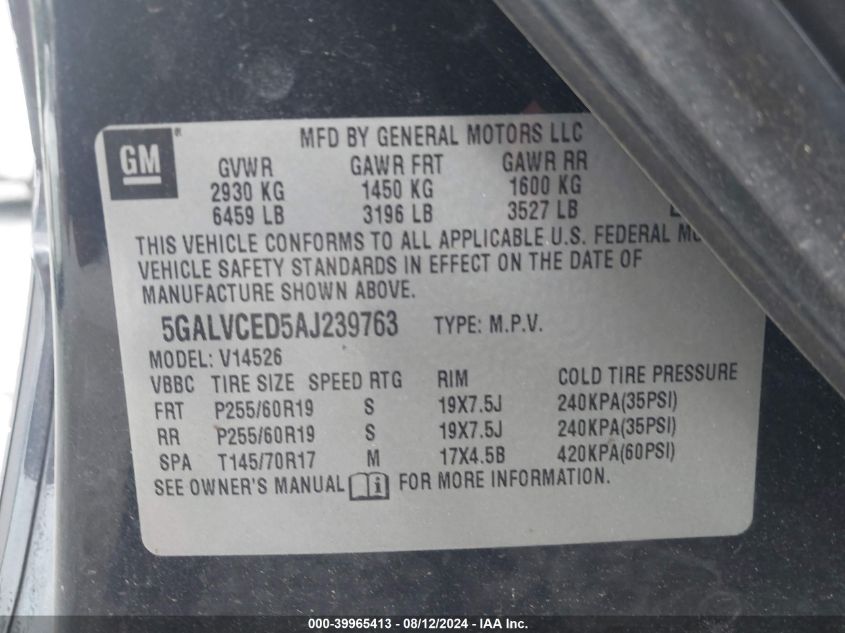 GM
MFD BY GENERAL MOTORS LLC
GVWR GAWR FRT GAWR RR
2930 KG 1450 KG 1600 KG
6459 LB 3196 LB 3527 LB
THIS VEHICLE CONFORMS TO ALL APPLICABLE U.S. FEDERAL
VEHICLE SAFETY STANDARDS IN EFFECT ON THE DATE OF
MANUFACTURE SHOWN ABOVE.
5GALVCED5AJ239763 TYPE: M.P.V.
MODEL: V14526
VBBC TIRE SIZE SPEED RTG RIM COLD TIRE PRESSURE
FRT P255/60R19 S 19X7.5J 240KPA(35PSI)
RR P255/60R19 S 19X7.5J 240KPA(35PSI)
SPA T145/70R17 M 17X4.5B 420KPA(60PSI)
SEE OWNER'S MANUAL FOR MORE INFORMATION.
000-39965413 - 08/12/2024 - IAA Inc.